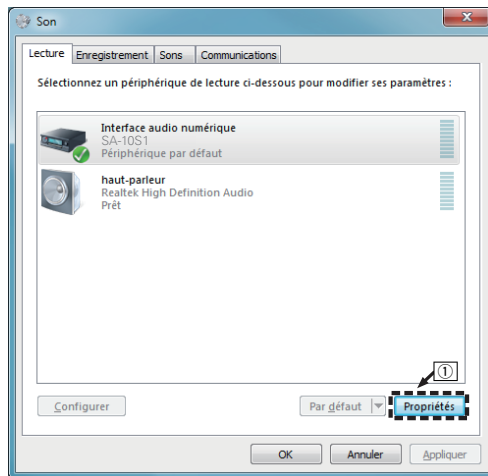 Son
Lecture Enregistrement Sons Communications
Sélectionnez un périphérique de lecture ci-dessous pour modifier ses paramètres :
Interface audio numérique
SA-10S1
Périphérique par défaut
haut-parleur
Realtek High Definition Audio
Prêt
①
Configurer Par défaut Propriétés
OK Annuler Appliquer